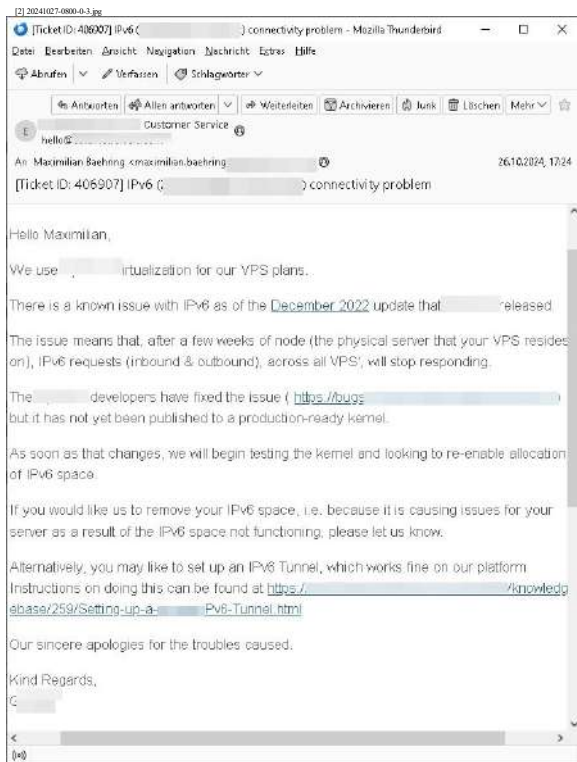 [2] 20241027-0800-0-3.jpg
[Ticket ID: 406907] IPv6 ( ) connectivity problem - Mozilla Thunderbird
Datei Bearbeiten Ansicht Navigation Nachricht Extras Hilfe
Abrufen Verfassen Schlagwörter
Antworten Allen antworten Weiterleiten Archivieren Junk Löschen Mehr
E
Customer Service
hello@
An Maximilian Baehring <maximilian.baehring
26.10.2024, 17:24
[Ticket ID: 406907] IPv6 ( ) connectivity problem
Hello Maximilian,
We use irtualization for our VPS plans.
There is a known issue with IPv6 as of the December 2022 update that released.
The issue means that, after a few weeks of node (the physical server that your VPS resides
on), IPv6 requests (inbound & outbound), across all VPS', will stop responding.
The developers have fixed the issue ( https://bugs )
but it has not yet been published to a production-ready kernel.
As soon as that changes, we will begin testing the kernel and looking to re-enable allocation
of IPv6 space.
If you would like us to remove your IPv6 space, i.e. because it is causing issues for your
server as a result of the IPv6 space not functioning, please let us know.
Alternatively, you may like to set up an IPv6 Tunnel, which works fine on our platform
Instructions on doing this can be found at https:/ /knowledg
ebase/259/Setting-up-a- Pv6-Tunnel.html
Our sincere apologies for the troubles caused.
Kind Regards,
G